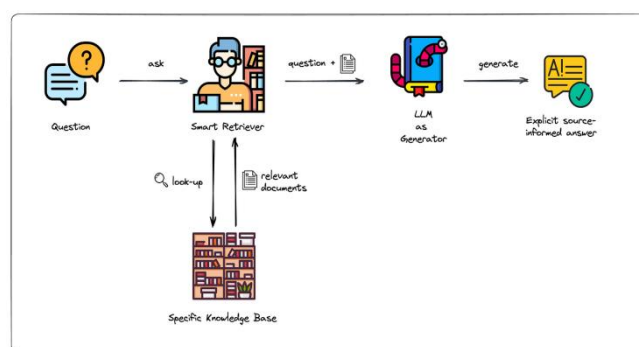 ask
question +
generate
A!
Question
Smart Retriever
LLM
as
Generator
Explicit source-
informed answer
look-up
relevant
documents
Specific Knowledge Base